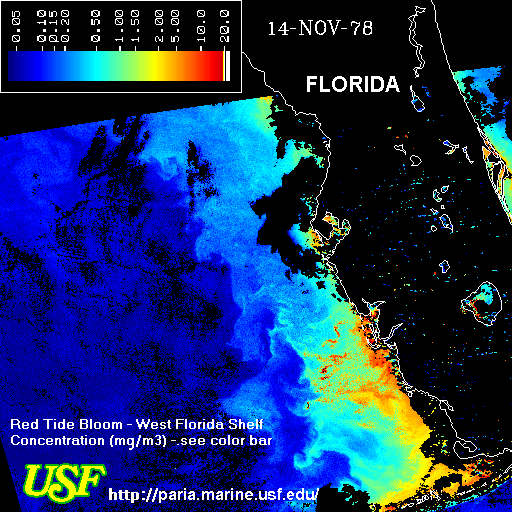 0.05 0.10 0.15 0.20 0.50 1.00 1.50 2.00 5.00 10.0 20.0
14-NOV-78
FLORIDA
Red Tide Bloom - West Florida Shelf
Concentration (mg/m3) -.see color bar
USF
http://paria.marine.usf.edu/